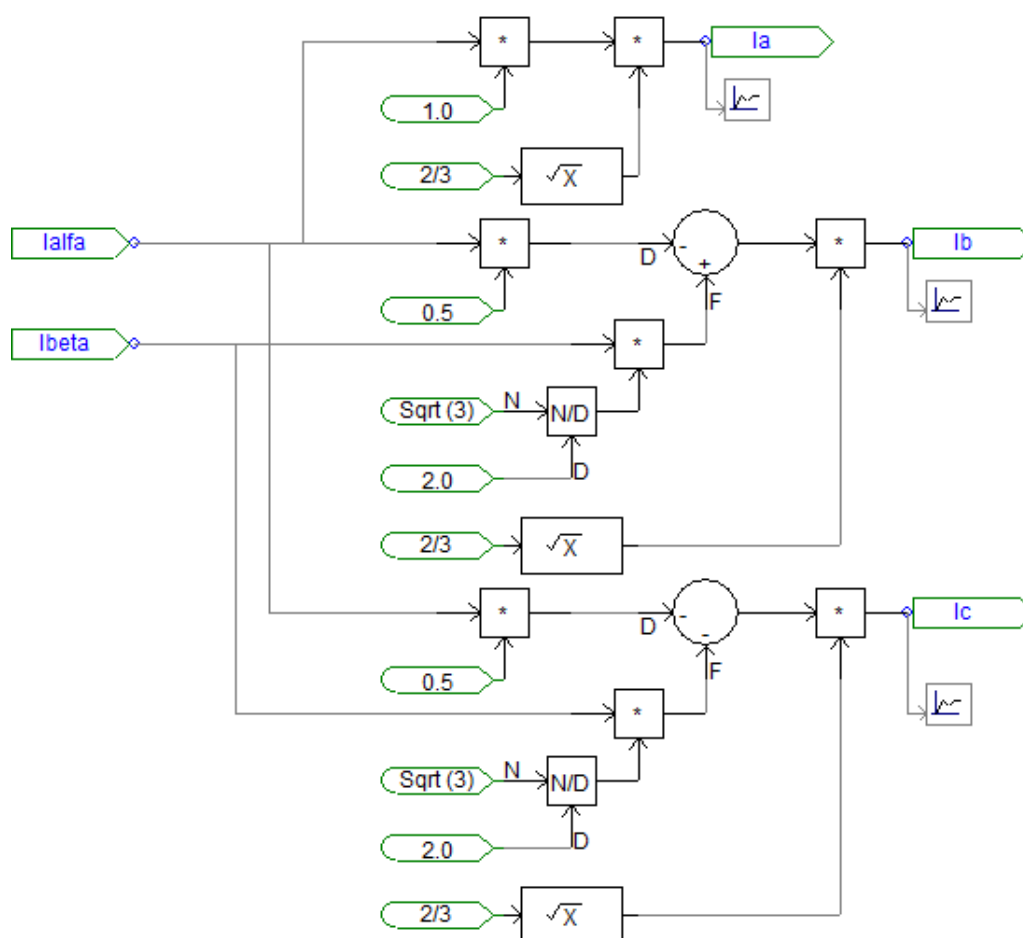 * * Ia
1.0
2/3 √X
Ialfa * D - + * Ib
0.5 F
Ibeta *
Sqrt (3) N N/D
2.0 D
2/3 √X
* D - - * Ic
0.5 F
*
Sqrt (3) N N/D
2.0 D
2/3 √X